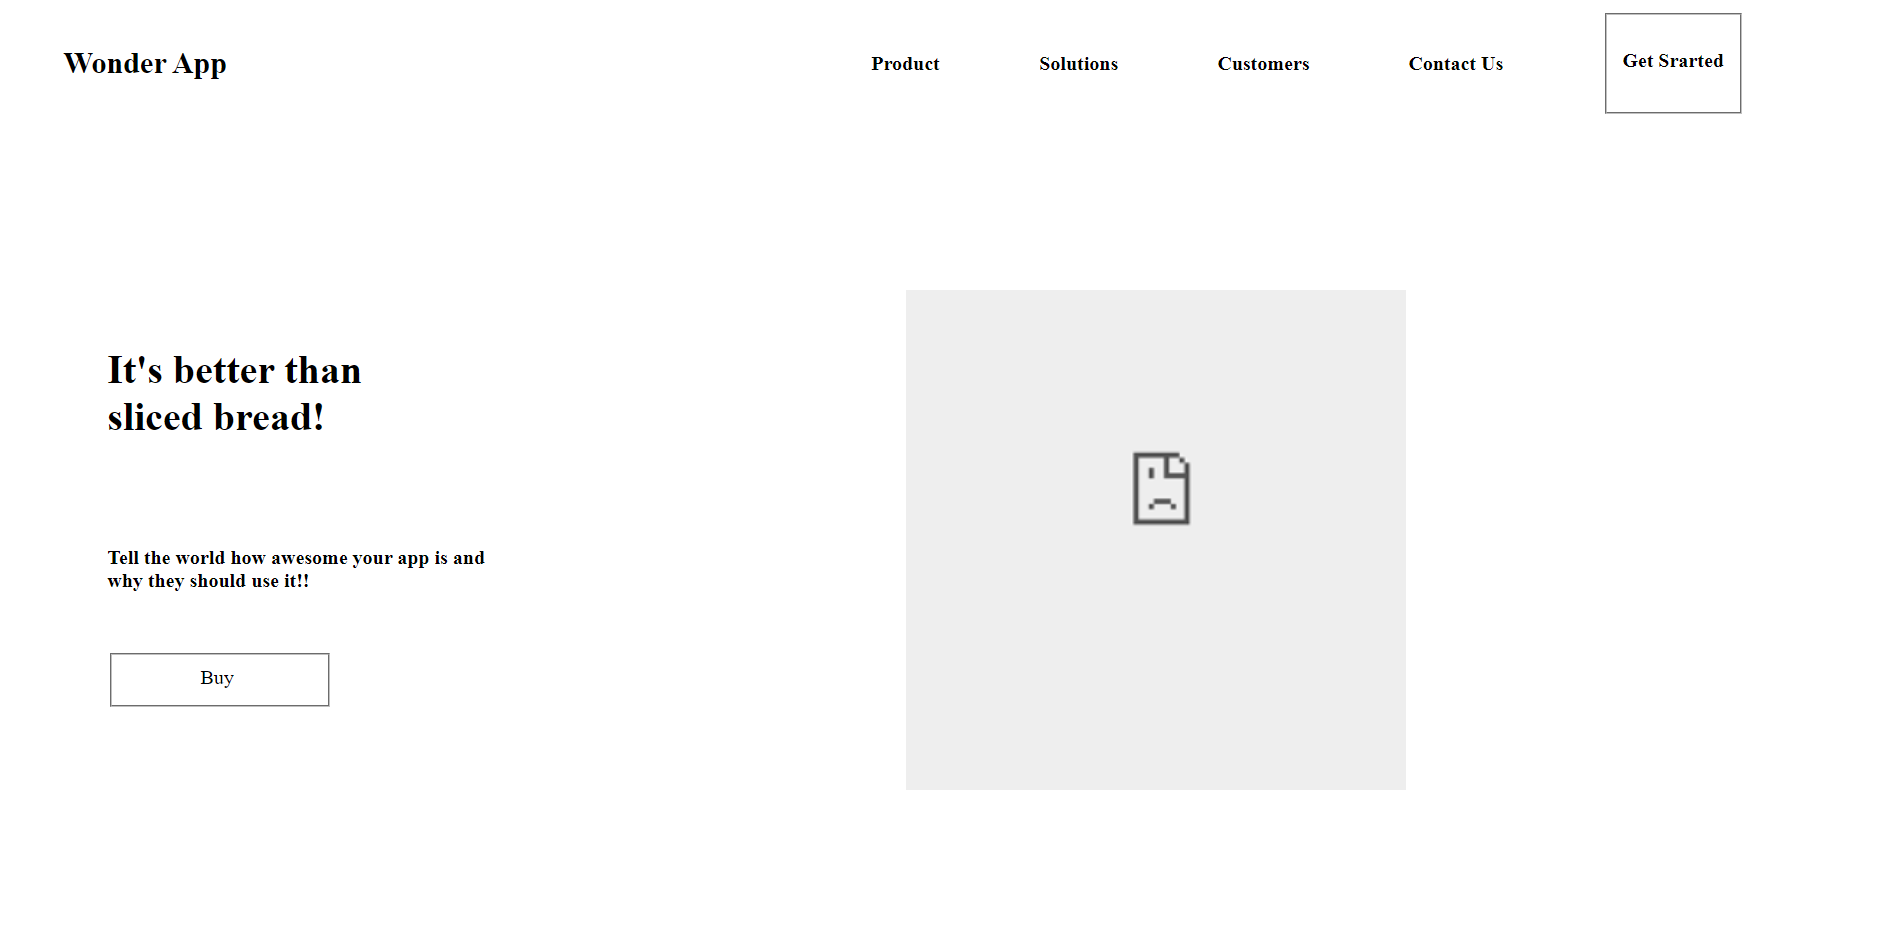 Wonder App
Product
Solutions
Customers
Contact Us
Get Srarted
It's better than
sliced bread!
Tell the world how awesome your app is and
why they should use it!!
Buy